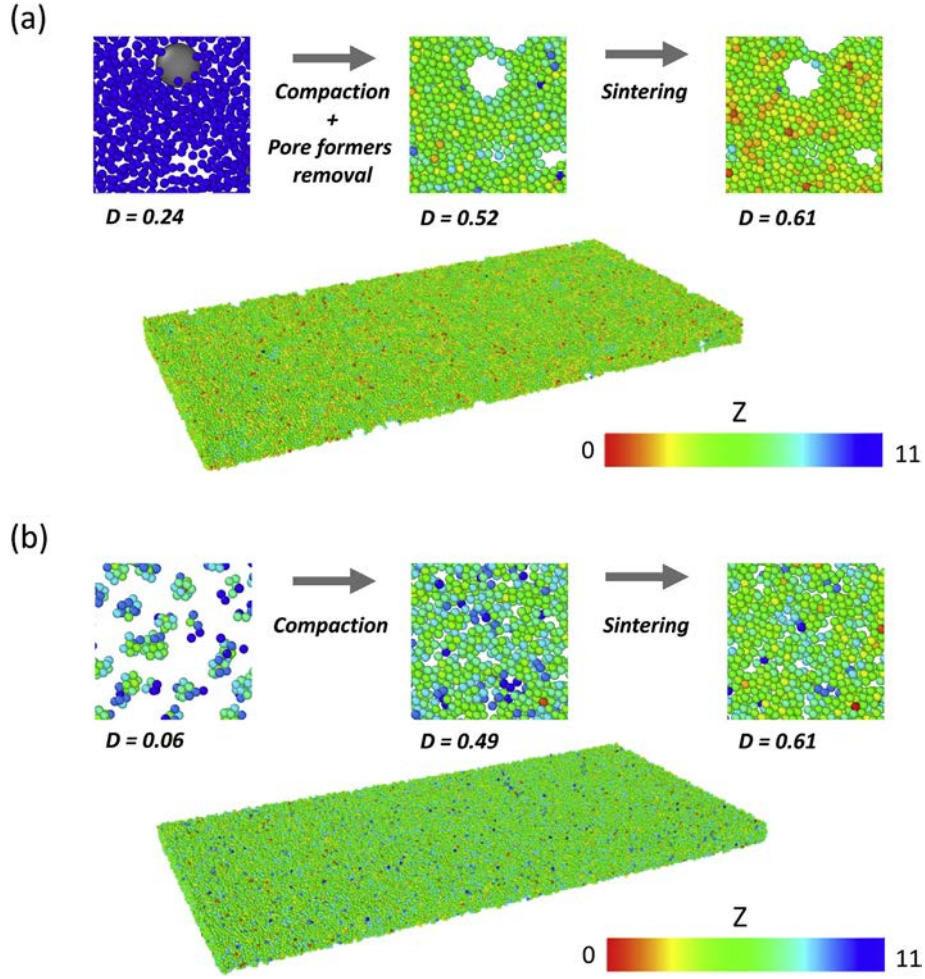 (a)
Compaction
+
Pore formers
removal
Sintering
D = 0.24
D = 0.52
D = 0.61
Z
0
11
(b)
Compaction
Sintering
D = 0.06
D = 0.49
D = 0.61
Z
0
11